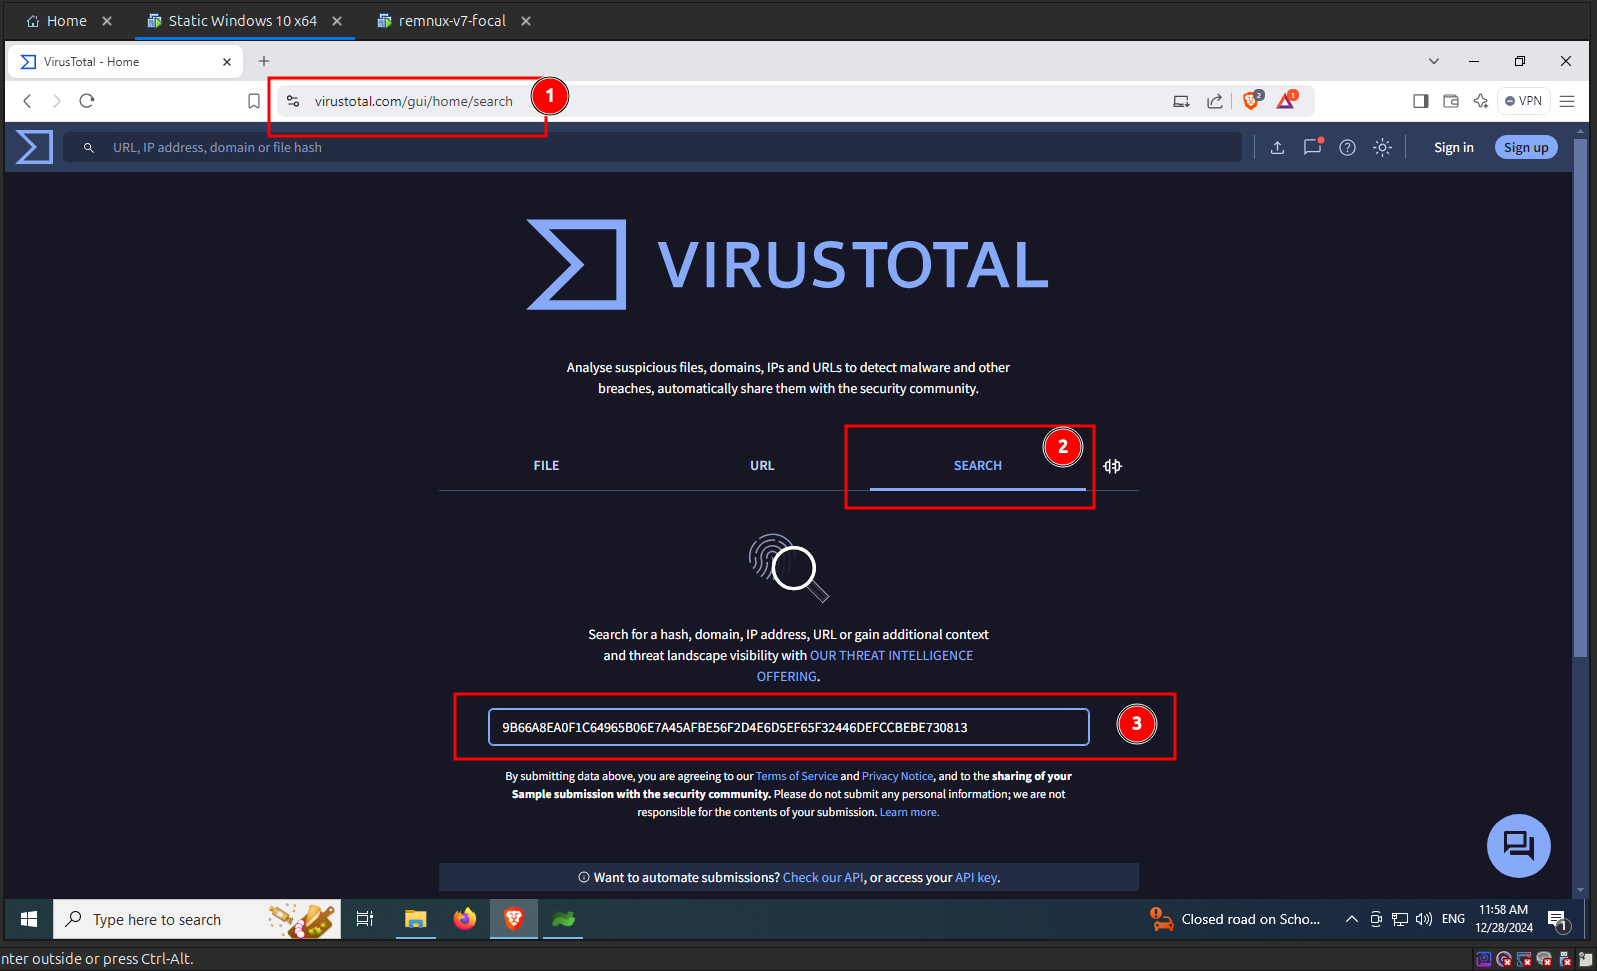 Home
Static Windows 10 x64
remnux-v7-focal
VirusTotal - Home
virustotal.com/gui/home/search
1
2
1
VPN
URL, IP address, domain or file hash
Sign in
Sign up
VIRUSTOTAL
Analyse suspicious files, domains, IPs and URLs to detect malware and other
breaches, automatically share them with the security community.
FILE
URL
SEARCH
2
Search for a hash, domain, IP address, URL or gain additional context
and threat landscape visibility with OUR THREAT INTELLIGENCE
OFFERING.
9B66A8EA0F1C64965B06E7A45AFBE56F2D4E6D5EF65F32446DEFCCBEBE730813
3
By submitting data above, you are agreeing to our Terms of Service and Privacy Notice, and to the sharing of your
Sample submission with the security community. Please do not submit any personal information; we are not
responsible for the contents of your submission. Learn more.
Want to automate submissions? Check our API, or access your API key.
Type here to search
Closed road on Scho...
ENG
11:58 AM
12/28/2024
1
nter outside or press Ctrl-Alt.